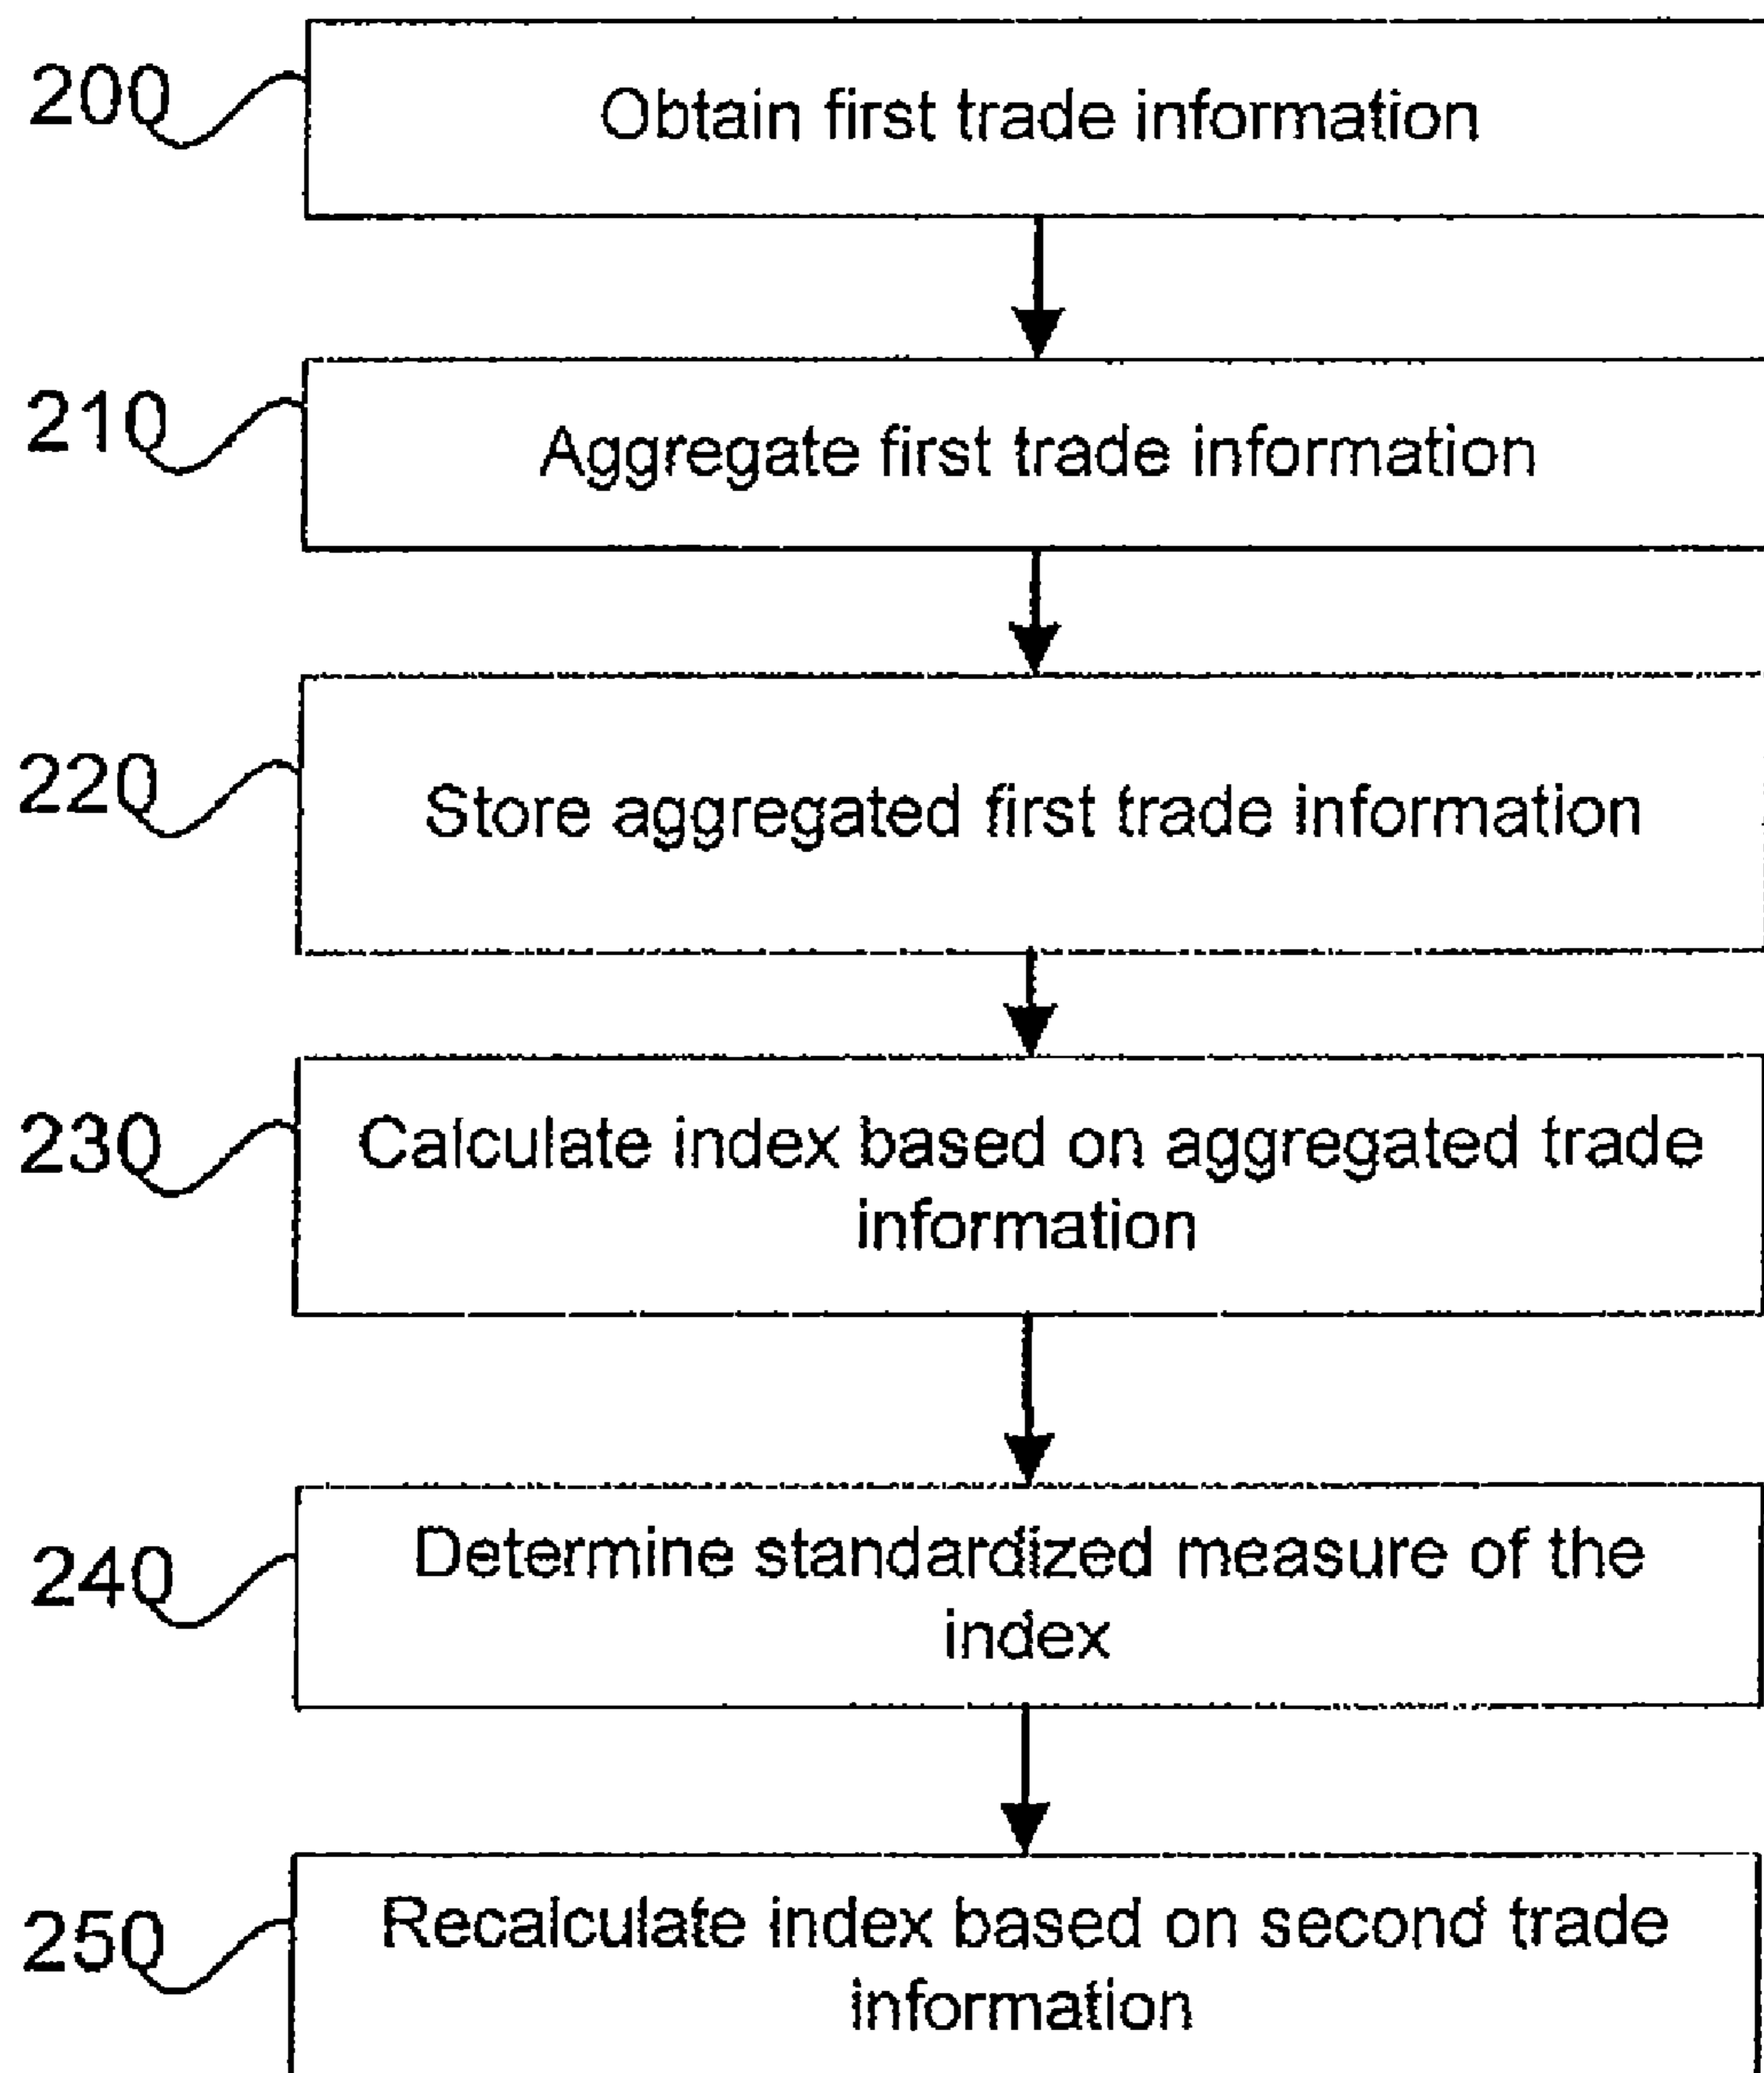 200
Obtain first trade information
210
Aggregate first trade information
220
Store aggregated first trade information
230
Calculate index based on aggregated trade
information
240
Determine standardized measure of the
index
250
Recalculate index based on second trade
information